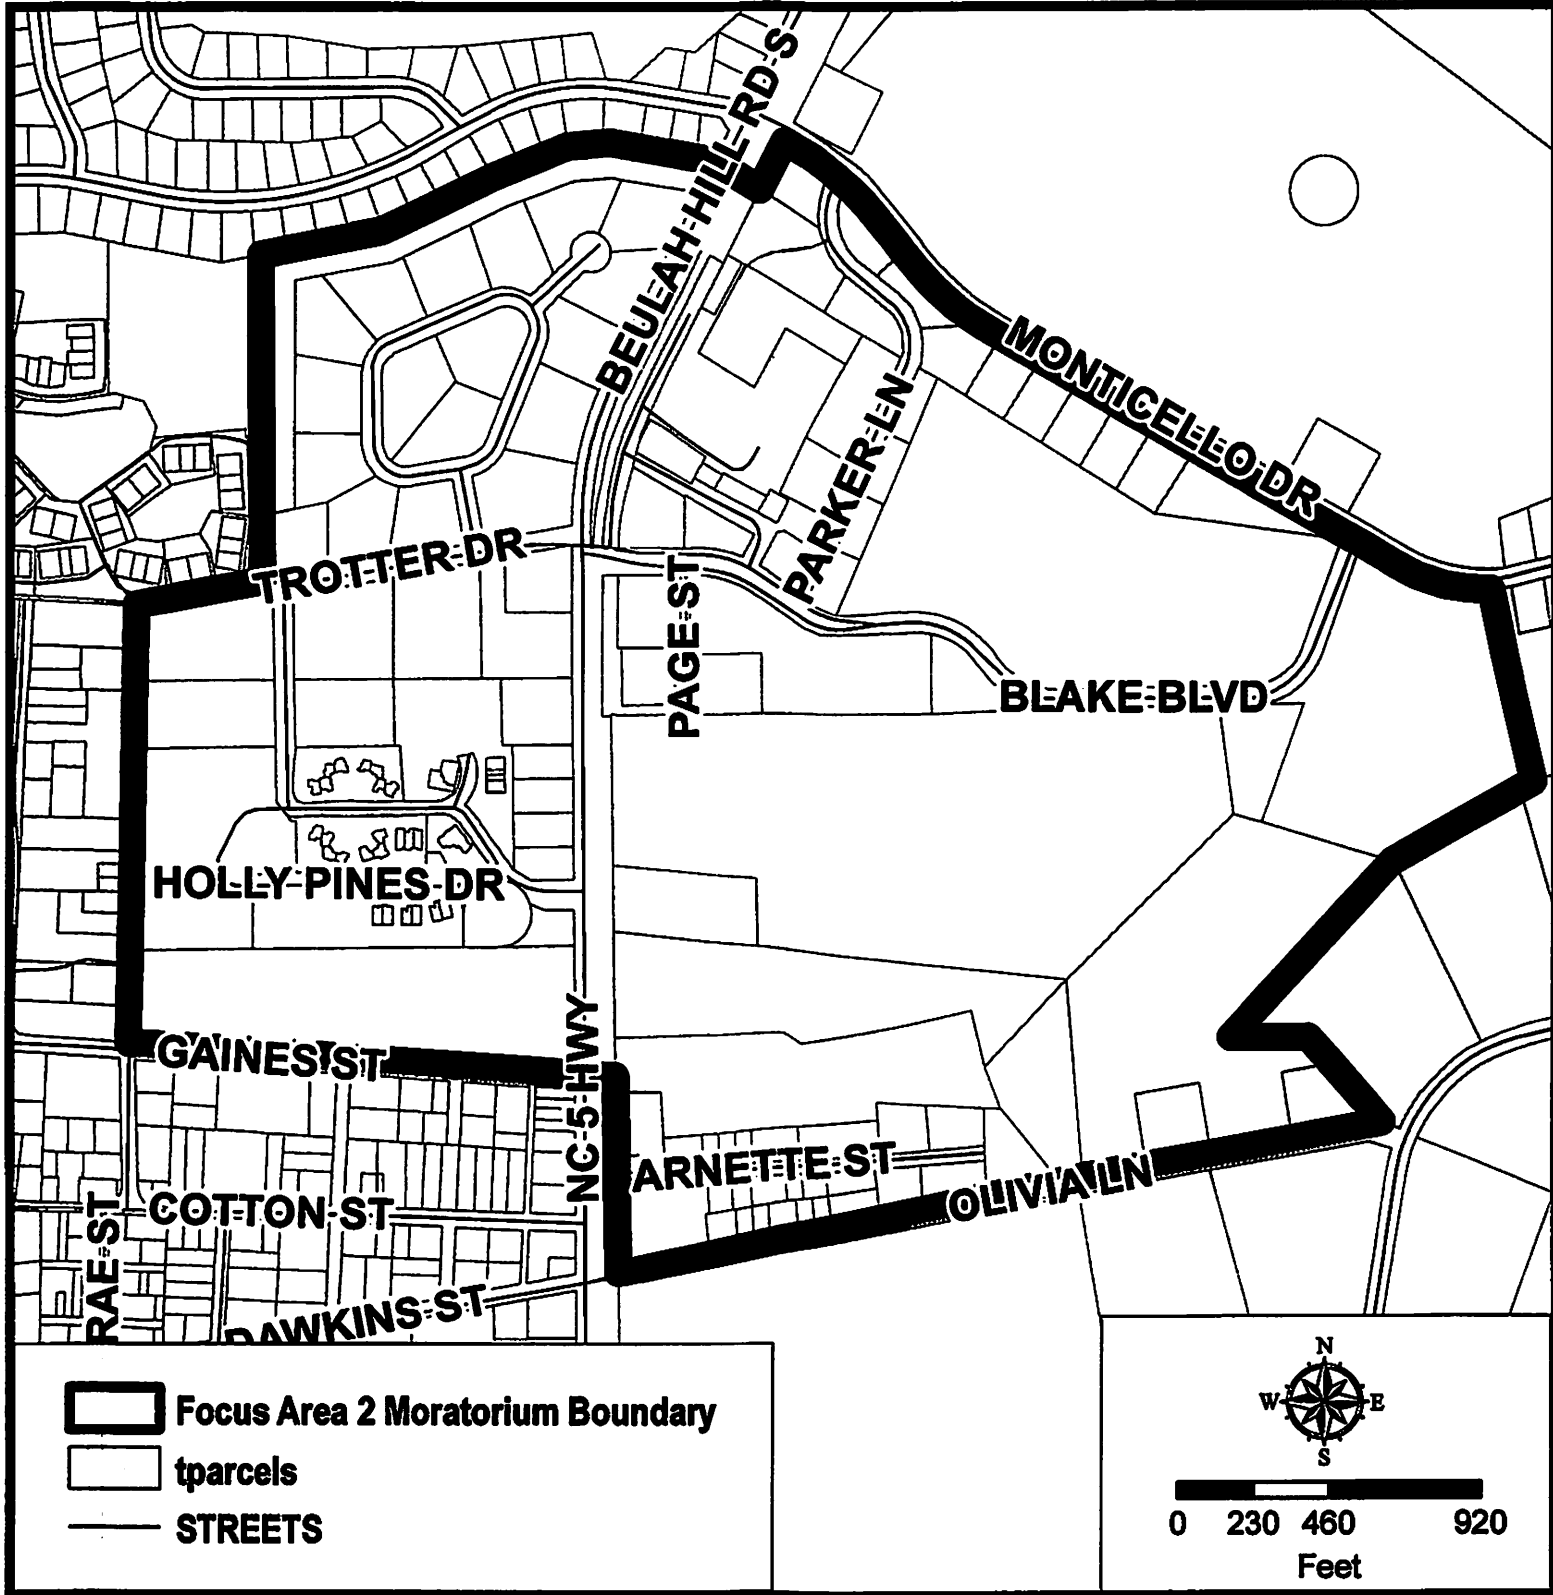 BEULAH HILL RD S
MONTICELLO DR
PARKER LN
TROTTER DR
PAGE ST
BLAKE BLVD
HOLLY PINES DR
NC 5 HWY
GAINES ST
ARNETTE ST
OLIVIA LN
COTTON ST
RAE ST
DAWKINS ST
Focus Area 2 Moratorium Boundary
tparcels
STREETS
N
W E
S
0 230 460 920
Feet